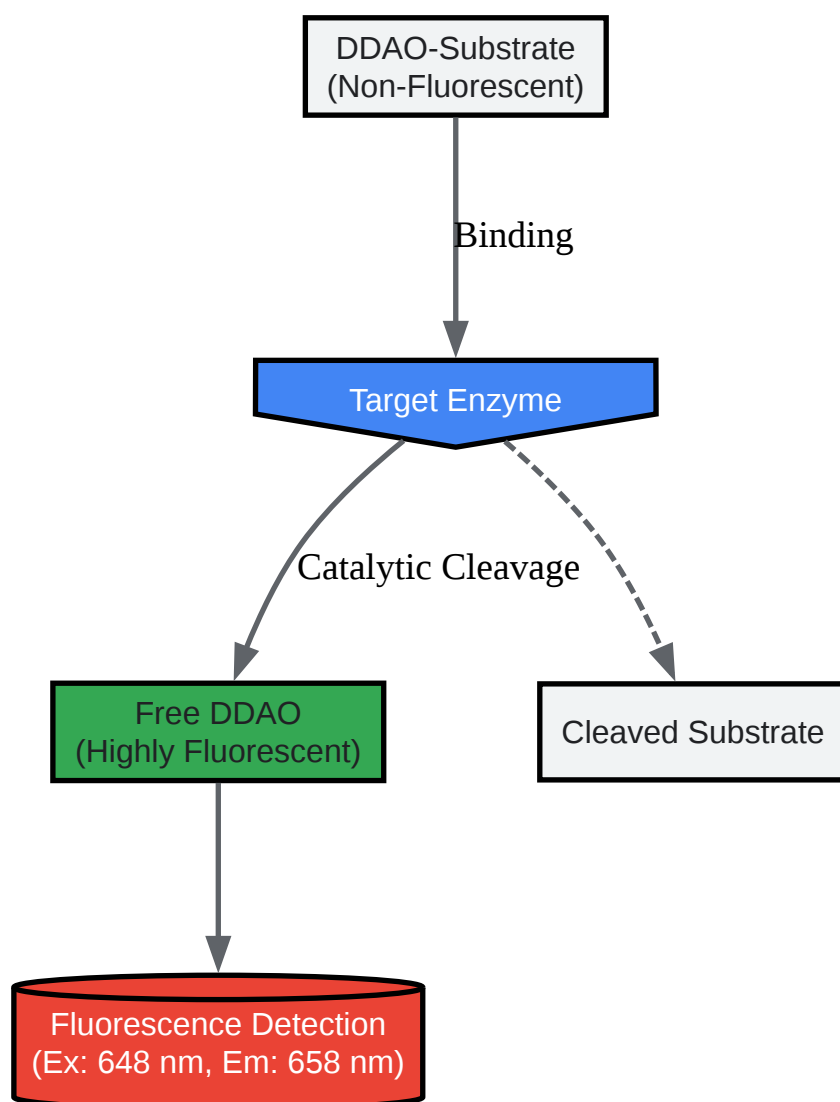 DDAO-Substrate
(Non-Fluorescent)
Binding
Target Enzyme
Catalytic Cleavage
Free DDAO
(Highly Fluorescent)
Cleaved Substrate
Fluorescence Detection
(Ex: 648 nm, Em: 658 nm)